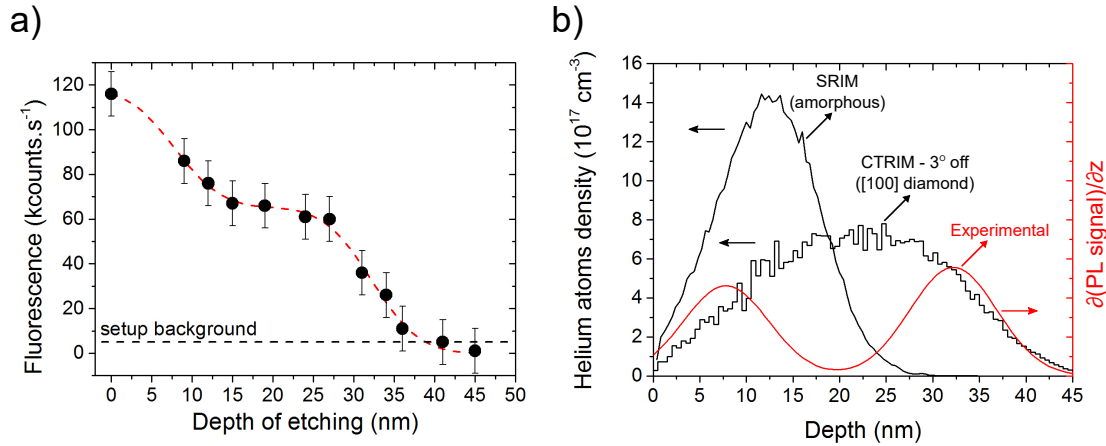 a)
Fluorescence (kcounts.s⁻¹)
120
100
80
60
40
20
0
setup background
0 5 10 15 20 25 30 35 40 45 50
Depth of etching (nm)
b)
Helium atoms density (10¹⁷ cm⁻³)
16
14
12
10
8
6
4
2
0
SRIM
(amorphous)
CTRIM - 3° off
([100] diamond)
Experimental
∂(PL signal)/∂z
0 5 10 15 20 25 30 35 40 45
Depth (nm)